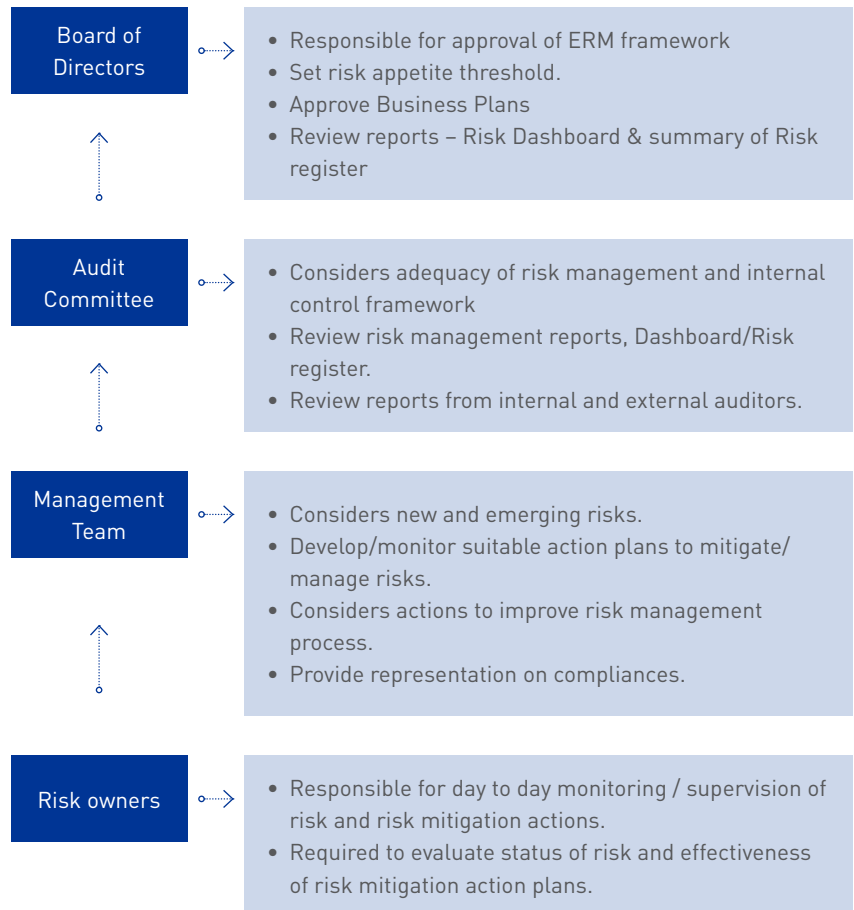 Board of
Directors
• Responsible for approval of ERM framework
• Set risk appetite threshold.
• Approve Business Plans
• Review reports – Risk Dashboard & summary of Risk
register
Audit
Committee
• Considers adequacy of risk management and internal
control framework
• Review risk management reports, Dashboard/Risk
register.
• Review reports from internal and external auditors.
Management
Team
• Considers new and emerging risks.
• Develop/monitor suitable action plans to mitigate/
manage risks.
• Considers actions to improve risk management
process.
• Provide representation on compliances.
Risk owners
• Responsible for day to day monitoring / supervision of
risk and risk mitigation actions.
• Required to evaluate status of risk and effectiveness
of risk mitigation action plans.